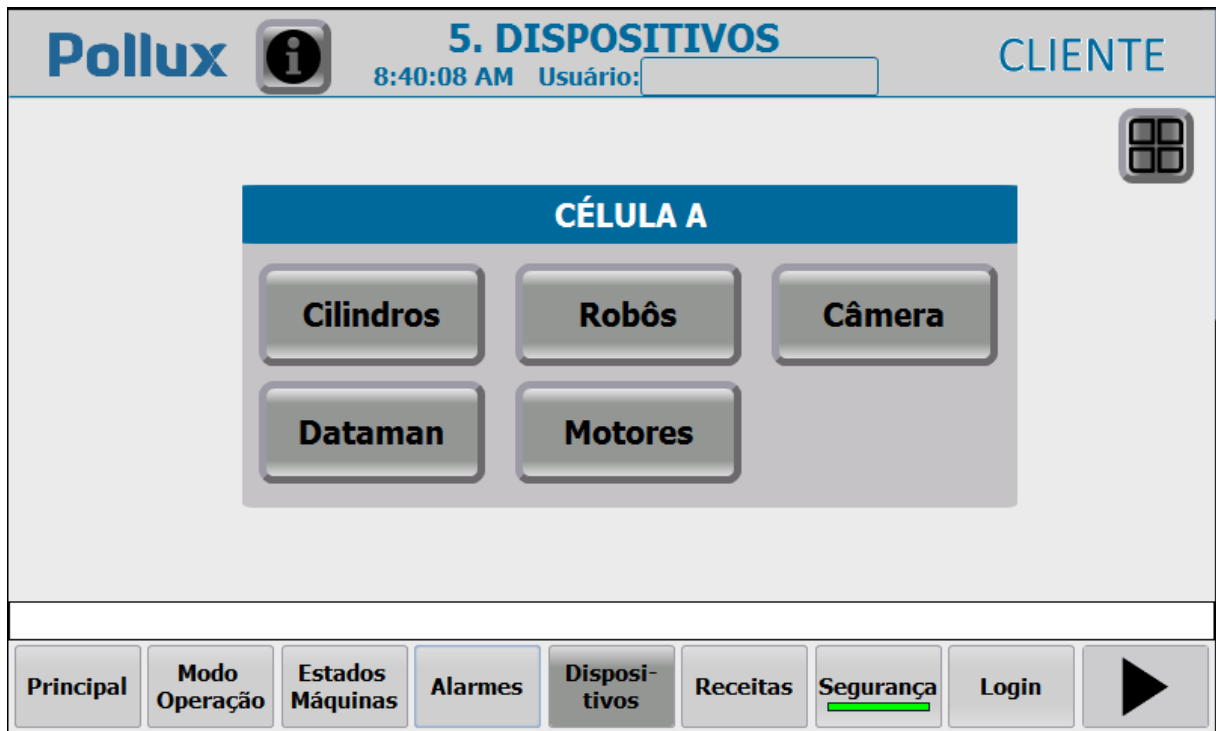 Pollux
i
5. DISPOSITIVOS
8:40:08 AM Usuário:
CLIENTE
CÉLULA A
Cilindros
Robôs
Câmera
Dataman
Motores
Principal
Modo
Operação
Estados
Máquinas
Alarmes
Disposi-
tivos
Receitas
Segurança
Login